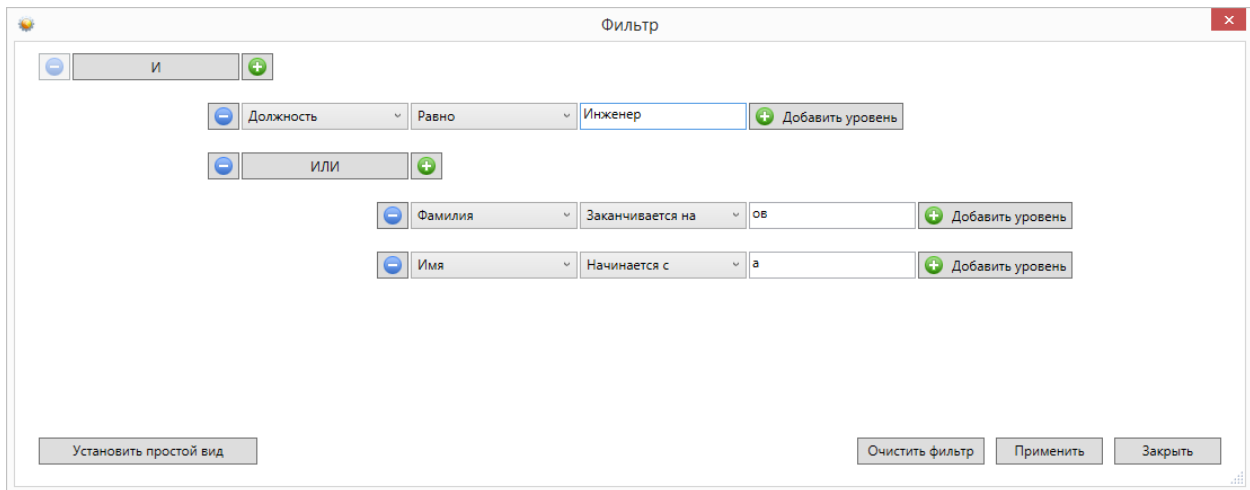 Фильтр
И
Должность Равно Инженер Добавить уровень
ИЛИ
Фамилия Заканчивается на ов Добавить уровень
Имя Начинается с а Добавить уровень
Установить простой вид Очистить фильтр Применить Закрыть